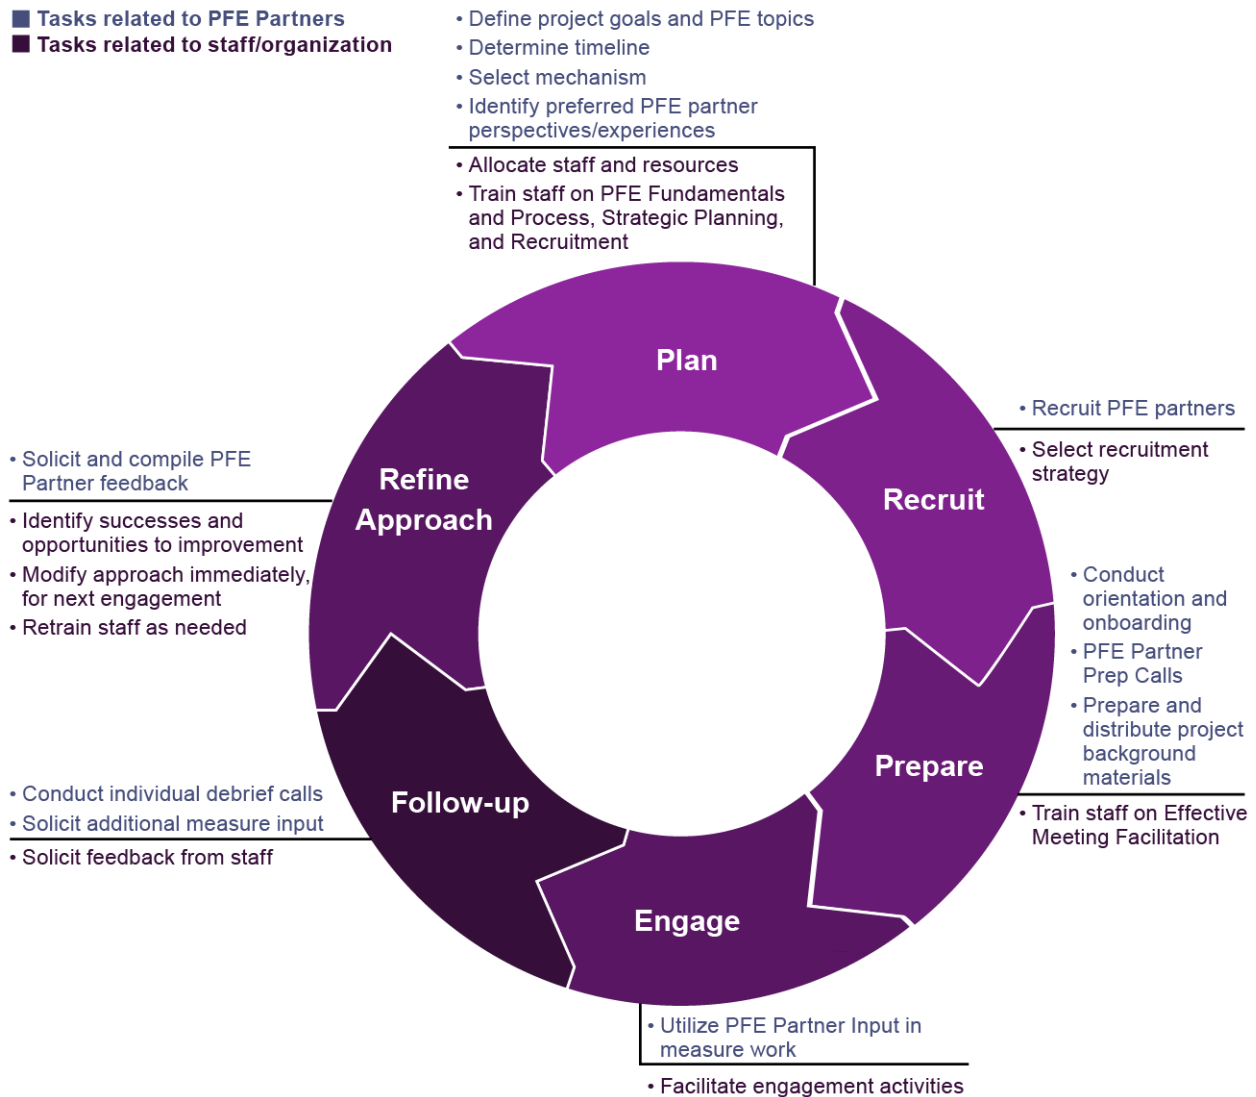 Tasks related to PFE Partners
Tasks related to staff/organization
• Define project goals and PFE topics
• Determine timeline
• Select mechanism
• Identify preferred PFE partner
perspectives/experiences
• Allocate staff and resources
• Train staff on PFE Fundamentals
and Process, Strategic Planning,
and Recruitment
Plan
Recruit
• Recruit PFE partners
• Select recruitment
strategy
Prepare
• Conduct
orientation and
onboarding
• PFE Partner
Prep Calls
• Prepare and
distribute project
background
materials
• Train staff on Effective
Meeting Facilitation
Engage
• Utilize PFE Partner Input in
measure work
• Facilitate engagement activities
Follow-up
• Conduct individual debrief calls
• Solicit additional measure input
• Solicit feedback from staff
Refine
Approach
• Solicit and compile PFE
Partner feedback
• Identify successes and
opportunities to improvement
• Modify approach immediately,
for next engagement
• Retrain staff as needed